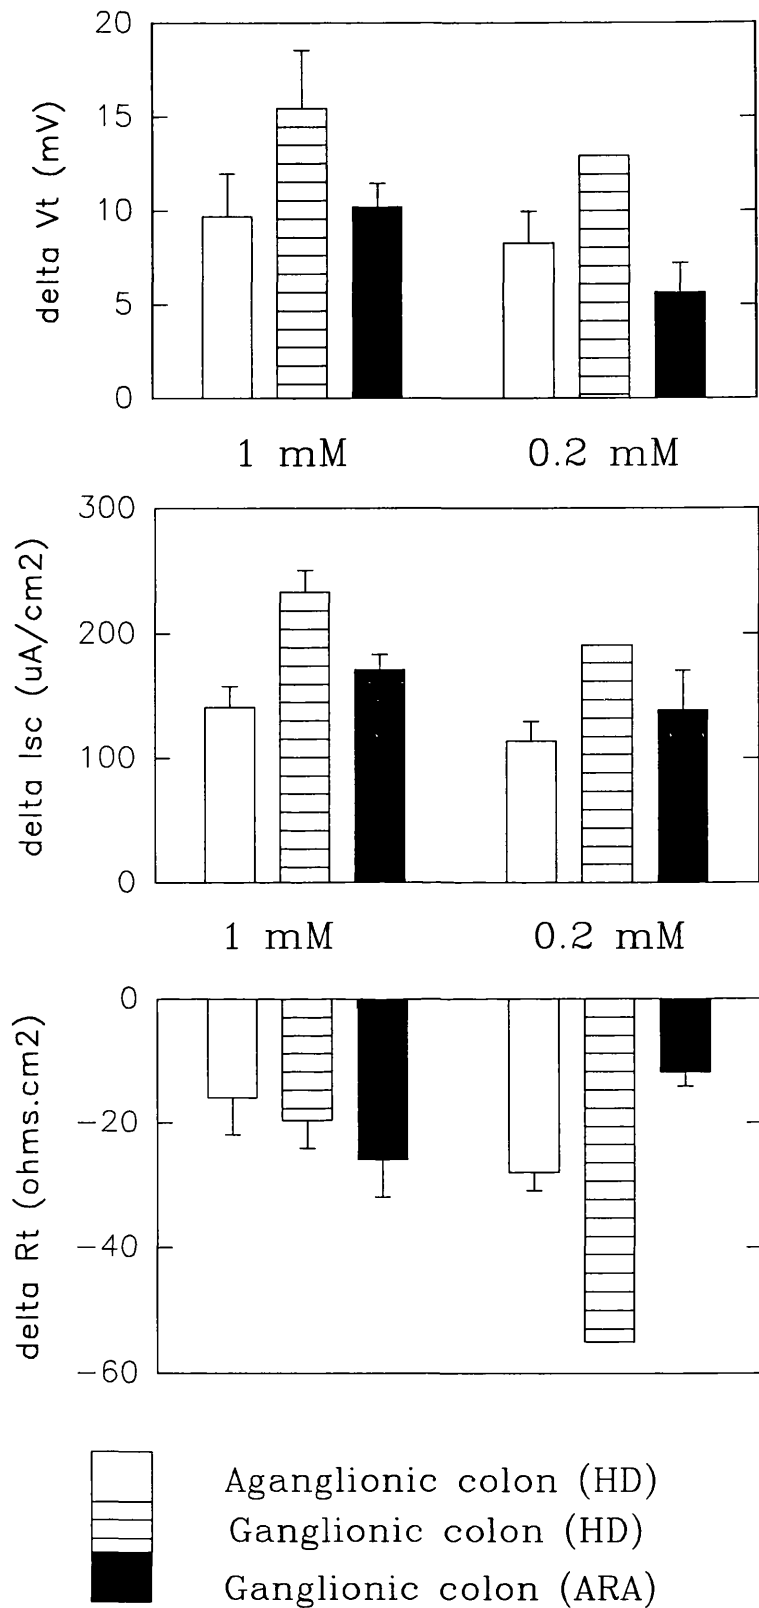 20
15
10
5
0
delta Vt (mV)
1 mM 0.2 mM
300
200
100
0
delta Isc (uA/cm2)
1 mM 0.2 mM
0
−20
−40
−60
delta Rt (ohms.cm2)
Aganglionic colon (HD)
Ganglionic colon (HD)
Ganglionic colon (ARA)